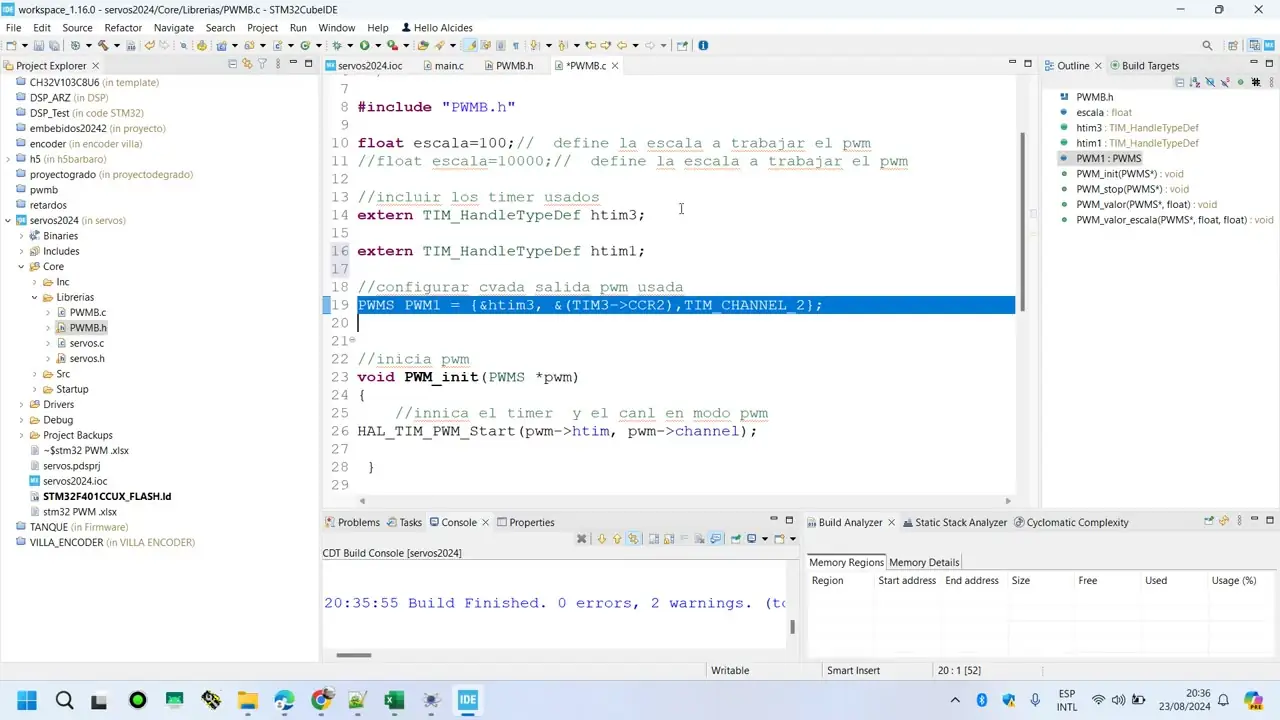 workspace_1.16.0 - servos2024/Core/Librerias/PWMB.c - STM32CubeIDE
File Edit Source Refactor Navigate Search Project Run Window Help Hello Alcides
Project Explorer
CH32V103C8U6 (in template)
DSP_ARZ (in DSP)
DSP_Test (in code STM32)
embebidos20242 (in proyecto)
encoder (in encoder villa)
h5 (in h5barbaro)
proyectogrado (in proyectodegrado)
pwmb
retardos
servos2024 (in servos)
Binaries
Includes
Core
Inc
Librerias
PWMB.c
PWMB.h
servos.c
servos.h
Src
Startup
Drivers
Debug
Project Backups
~$stm32 PWM .xlsx
servos.pdsprj
servos2024.ioc
STM32F401CCUX_FLASH.ld
stm32 PWM .xlsx
TANQUE (in Firmware)
VILLA_ENCODER (in VILLA ENCODER)
servos2024.ioc main.c PWMB.h *PWMB.c
7
8 #include "PWMB.h"
9
10 float escala=100;// define la escala a trabajar el pwm
11 //float escala=10000;// define la escala a trabajar el pwm
12
13 //incluir los timer usados
14 extern TIM_HandleTypeDef htim3;
15
16 extern TIM_HandleTypeDef htim1;
17
18 //configurar cvada salida pwm usada
19 PWMS PWM1 = {&htim3, &(TIM3->CCR2),TIM_CHANNEL_2};
20
21
22 //inicia pwm
23 void PWM_init(PWMS *pwm)
24 {
25 //innica el timer y el canl en modo pwm
26 HAL_TIM_PWM_Start(pwm->htim, pwm->channel);
27
28 }
29
Outline Build Targets
PWMB.h
escala : float
htim3 : TIM_HandleTypeDef
htim1 : TIM_HandleTypeDef
PWM1 : PWMS
PWM_init(PWMS*) : void
PWM_stop(PWMS*) : void
PWM_valor(PWMS*, float) : void
PWM_valor_escala(PWMS*, float, float) : void
Problems Tasks Console Properties
CDT Build Console [servos2024]
20:35:55 Build Finished. 0 errors, 2 warnings. (to
Build Analyzer Static Stack Analyzer Cyclomatic Complexity
Memory Regions Memory Details
Region Start address End address Size Free Used Usage (%)
Writable Smart Insert 20 : 1 [52]
IDE
ESP
INTL
20:36
23/08/2024